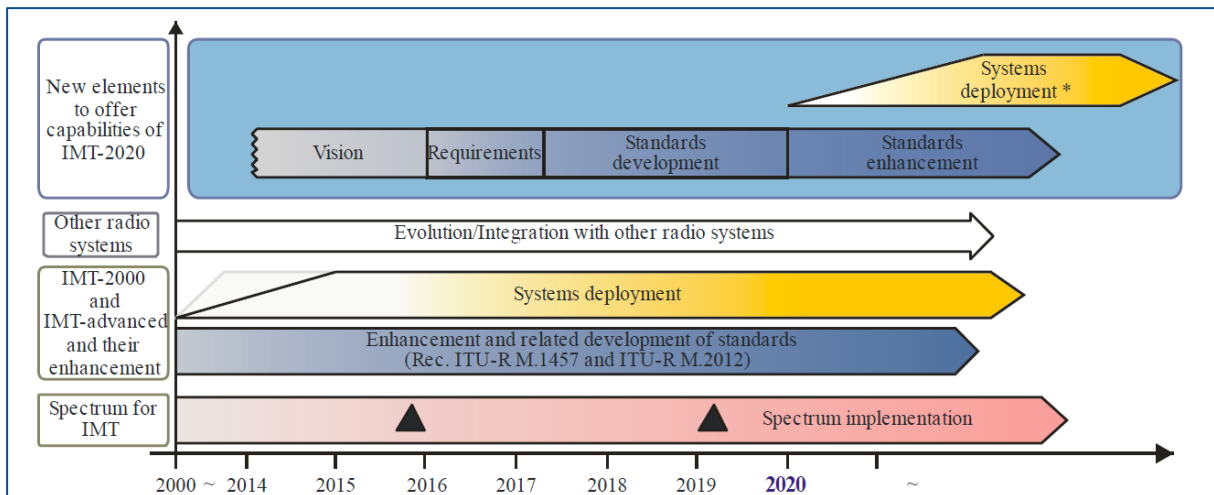 New elements
to offer
capabilities of
IMT-2020
Systems
deployment *
Vision
Requirements
Standards
development
Standards
enhancement
Other radio
systems
Evolution/Integration with other radio systems
IMT-2000
and
IMT-advanced
and their
enhancement
Systems deployment
Enhancement and related development of standards
(Rec. ITU-R M.1457 and ITU-R M.2012)
Spectrum for
IMT
Spectrum implementation
2000 ~ 2014 2015 2016 2017 2018 2019 2020 ~